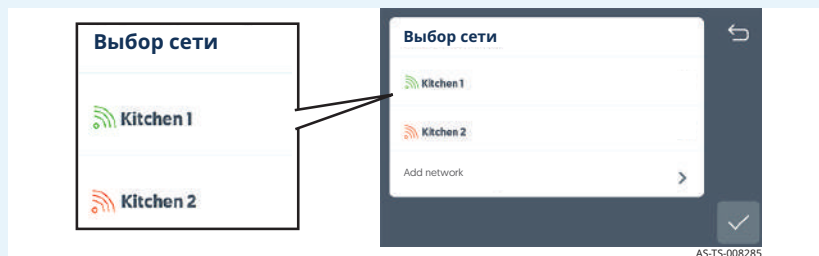 Выбор сети
Kitchen 1
Kitchen 2
Выбор сети
Kitchen 1
Kitchen 2
Add network
AS-TS-008285